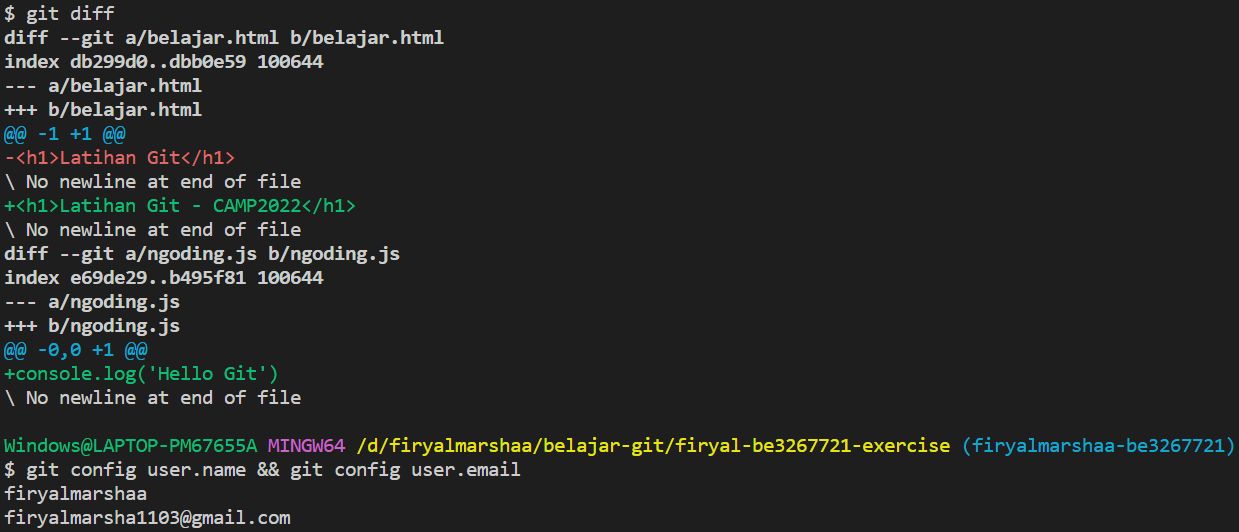 $ git diff
diff --git a/belajar.html b/belajar.html
index db299d0..dbb0e59 100644
--- a/belajar.html
+++ b/belajar.html
@@ -1 +1 @@
-<h1>Latihan Git</h1>
\ No newline at end of file
+<h1>Latihan Git - CAMP2022</h1>
\ No newline at end of file
diff --git a/ngoding.js b/ngoding.js
index e69de29..b495f81 100644
--- a/ngoding.js
+++ b/ngoding.js
@@ -0,0 +1 @@
+console.log('Hello Git')
\ No newline at end of file
Windows@LAPTOP-PM67655A MINGW64 /d/firyalmarshaa/belajar-git/firyal-be3267721-exercise (firyalmarshaa-be3267721)
$ git config user.name && git config user.email
firyalmarshaa
firyalmarsha1103@gmail.com